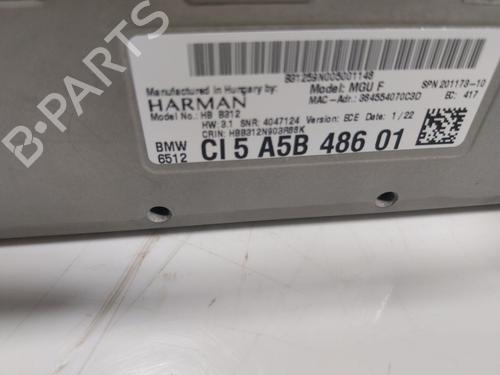 B31259N005001148
Manufactured in Hungary by:
HARMAN
Model: MGU F
SPN 201173-10
MAC-Adr.: 384554070C3D
EC: 417
Model No.: HB B312
HW: 3.1 SNR: 4047124 Version: ECE Date: 1 / 22
CRIN: HBB312N903R88K
BMW
6512
CI 5 A5B 486 01
B-PARTS